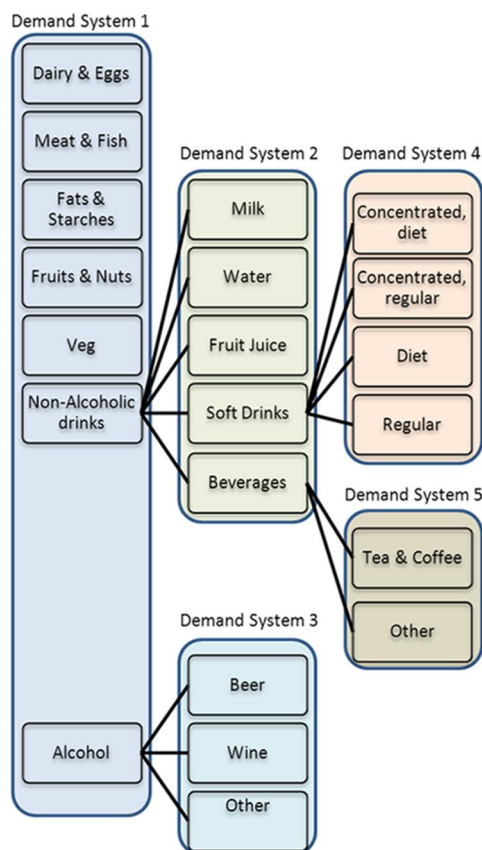 Demand System 1
Dairy & Eggs
Meat & Fish
Fats &
Starches
Fruits & Nuts
Veg
Non-Alcoholic
drinks
Alcohol
Demand System 2
Milk
Water
Fruit Juice
Soft Drinks
Beverages
Demand System 3
Beer
Wine
Other
Demand System 4
Concentrated,
diet
Concentrated,
regular
Diet
Regular
Demand System 5
Tea & Coffee
Other